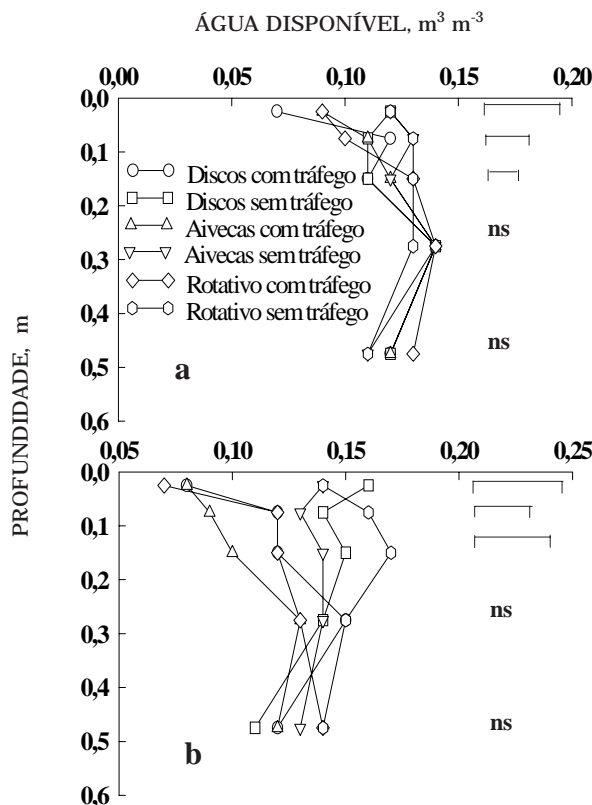 ÁGUA DISPONÍVEL, m³ m⁻³
0,00 0,05 0,10 0,15 0,20
0,0
0,1
Discos com tráfego
Discos sem tráfego
0,2
Aivecas com tráfego
ns
Aivecas sem tráfego
0,3
Rotativo com tráfego
Rotativo sem tráfego
0,4
a
0,5
ns
0,6
PROFUNDIDADE, m
0,05 0,10 0,15 0,20 0,25
0,0
0,1
0,2
ns
0,3
0,4
0,5
b
ns
0,6